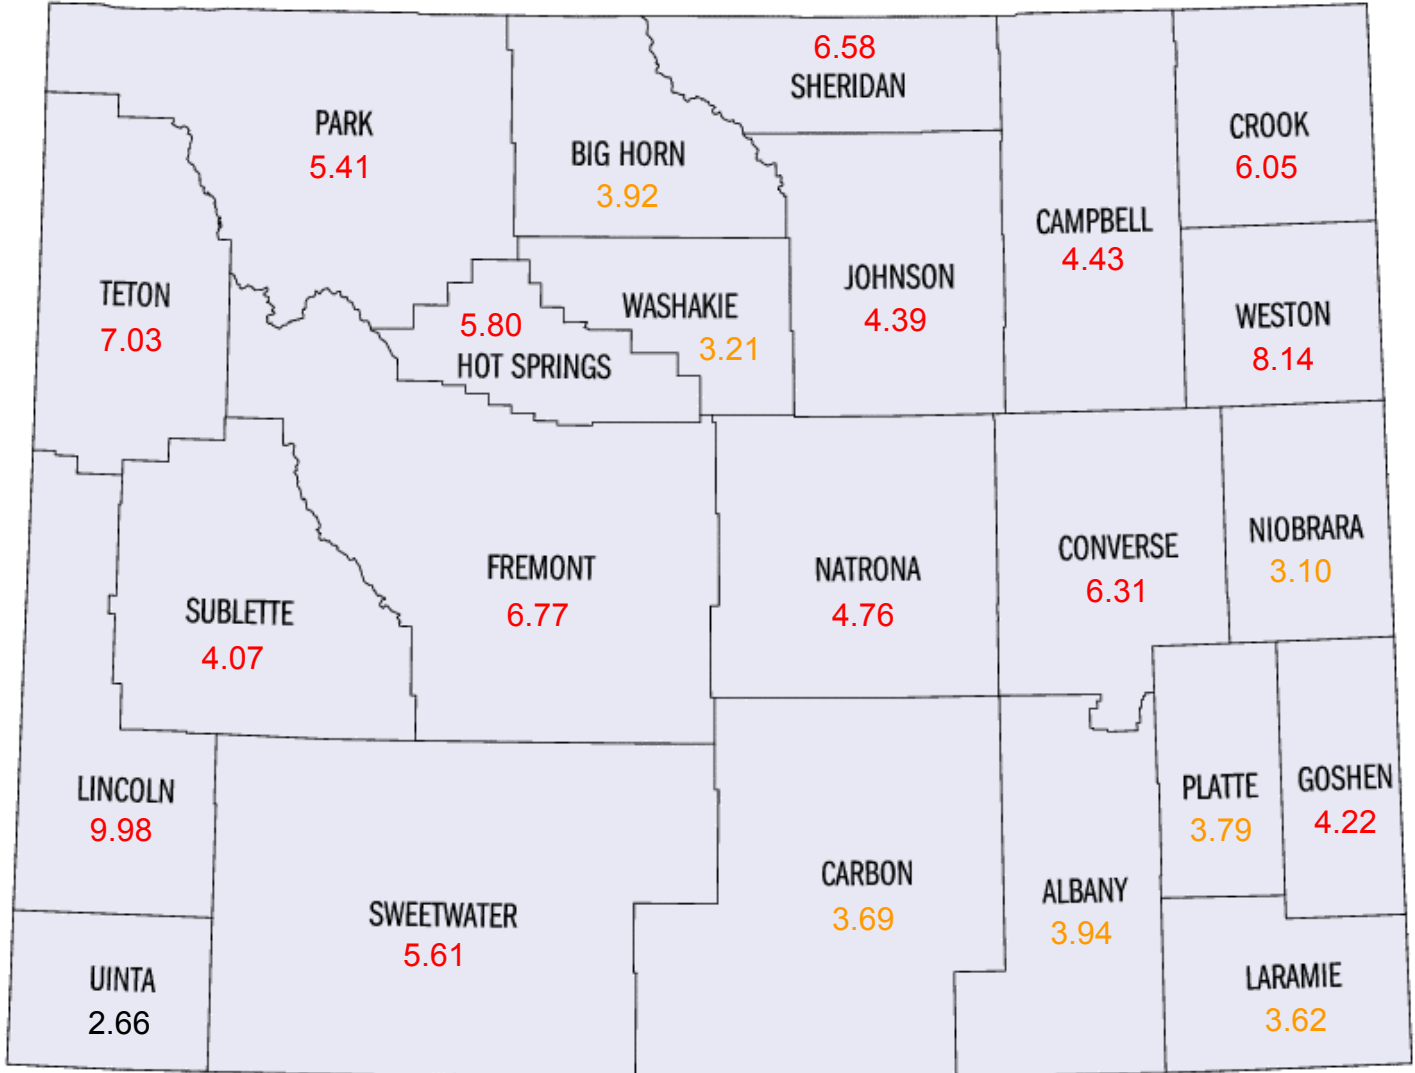 6.58
SHERIDAN
PARK
5.41
BIG HORN
3.92
CROOK
6.05
CAMPBELL
4.43
TETON
7.03
JOHNSON
4.39
WASHAKIE
3.21
5.80
HOT SPRINGS
WESTON
8.14
SUBLETTE
4.07
FREMONT
6.77
NATRONA
4.76
CONVERSE
6.31
NIOBRARA
3.10
LINCOLN
9.98
PLATTE
3.79
GOSHEN
4.22
SWEETWATER
5.61
CARBON
3.69
ALBANY
3.94
UINTA
2.66
LARAMIE
3.62